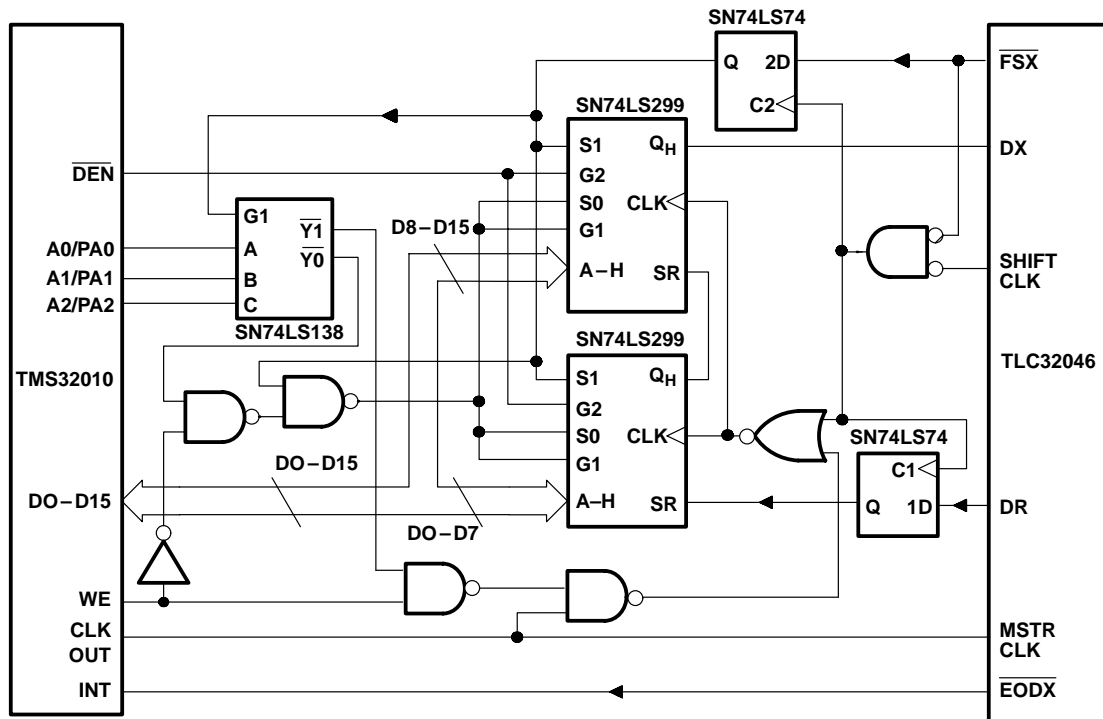 SN74LS74
Q 2D
C2
FSX
SN74LS299
S1 QH
G2
S0 CLK
G1
A–H SR
DX
DEN
D8–D15
G1
A Y1
B Y0
C
A0/PA0
A1/PA1
A2/PA2
SN74LS138
SHIFT
CLK
SN74LS299
S1 QH
G2
S0 CLK
G1
A–H SR
TMS32010
TLC32046
SN74LS74
C1
Q 1D
DO–D15
DO–D15
DO–D7
DR
WE
CLK
OUT
MSTR
CLK
INT
EODX